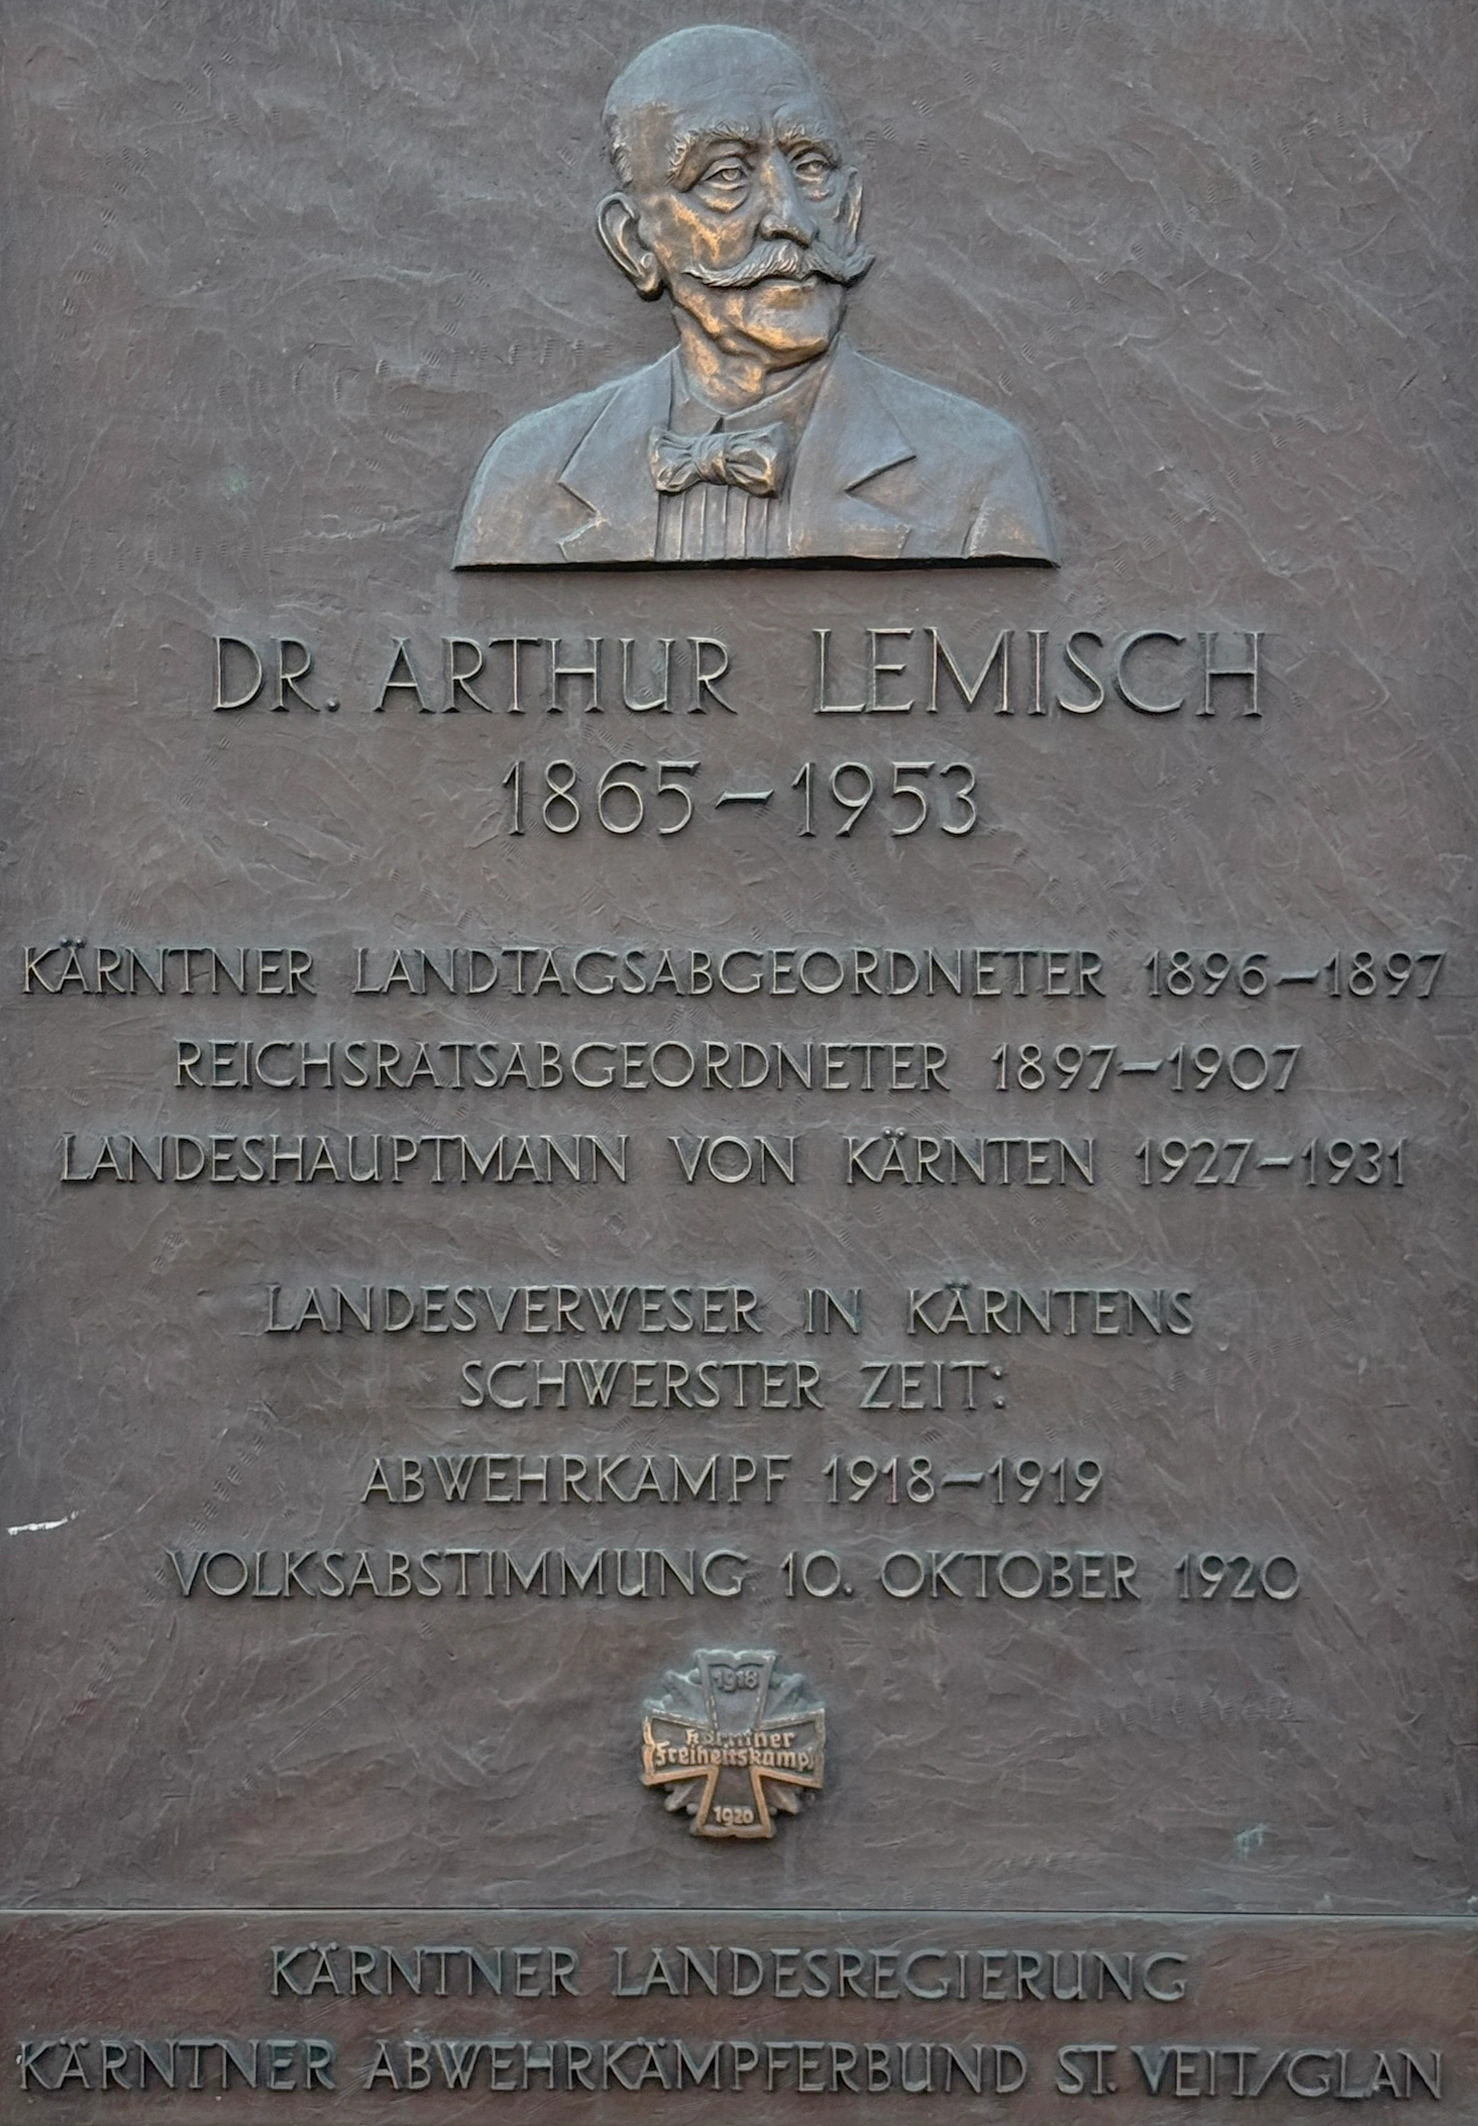 DR. ARTHUR LEMISCH
1865–1953
KÄRNTNER LANDTAGSABGEORDNETER 1896–1897
REICHSRATSABGEORDNETER 1897–1907
LANDESHAUPTMANN VON KÄRNTEN 1927–1931
LANDESVERWESER IN KÄRNTENS
SCHWERSTER ZEIT:
ABWEHRKAMPF 1918–1919
VOLKSABSTIMMUNG 10. OKTOBER 1920
1918
Kärntner
Freiheitskampf
1920
KÄRNTNER LANDESREGIERUNG
KÄRNTNER ABWEHRKÄMPFERBUND ST. VEIT/GLAN